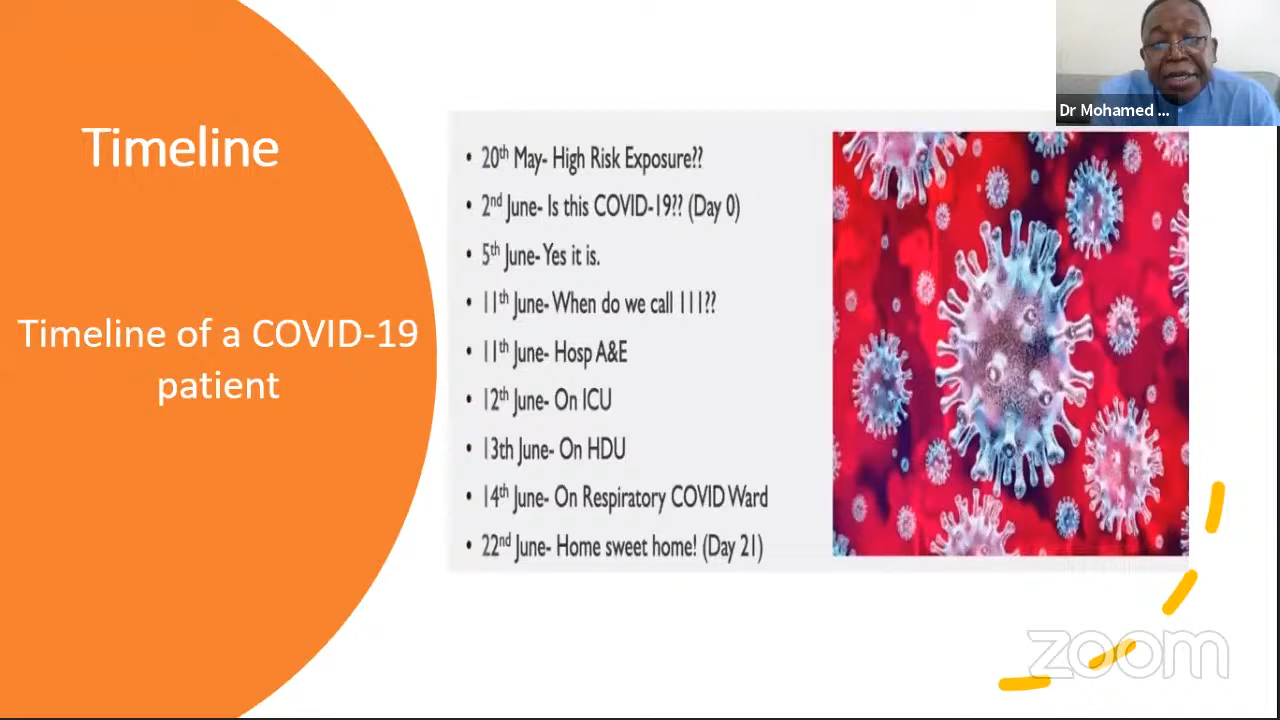 Timeline
Timeline of a COVID-19
patient
• 20th May- High Risk Exposure??
• 2nd June- Is this COVID-19?? (Day 0)
• 5th June- Yes it is.
• 11th June- When do we call 111??
• 11th June- Hosp A&E
• 12th June- On ICU
• 13th June- On HDU
• 14th June- On Respiratory COVID Ward
• 22nd June- Home sweet home! (Day 21)
Dr Mohamed ...
zoom